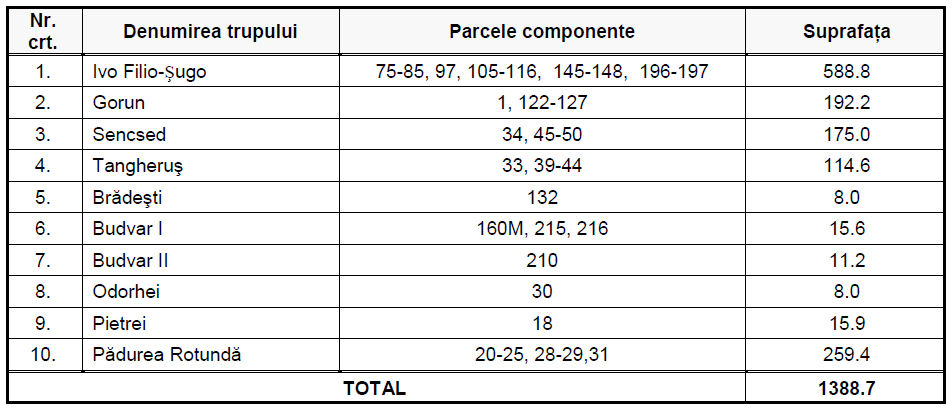 Nr. crt. Denumirea trupului Parcele componente Suprafața
1. Ivo Filio-Șugo 75-85, 97, 105-116, 145-148, 196-197 588.8
2. Gorun 1, 122-127 192.2
3. Sencsed 34, 45-50 175.0
4. Tangheruş 33, 39-44 114.6
5. Brădeşti 132 8.0
6. Budvar I 160M, 215, 216 15.6
7. Budvar II 210 11.2
8. Odorhei 30 8.0
9. Pietrei 18 15.9
10. Pădurea Rotundă 20-25, 28-29,31 259.4
TOTAL 1388.7